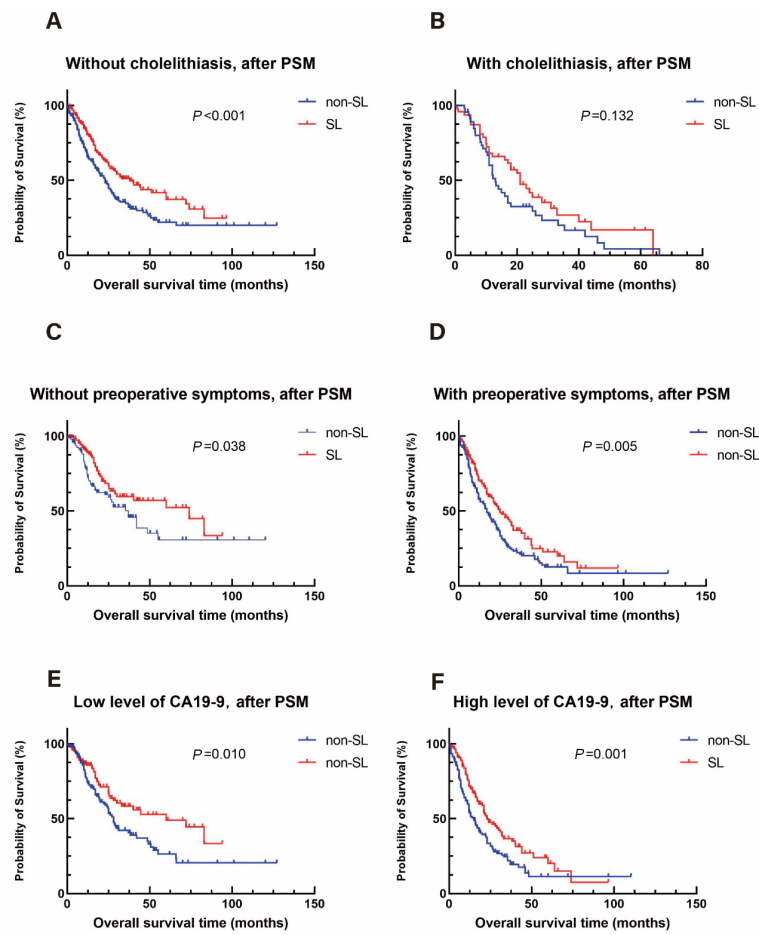 A
Without cholelithiasis, after PSM
Probability of Survival (%)
100
50
0
P<0.001
non-SL
SL
0 50 100 150
Overall survival time (months)
B
With cholelithiasis, after PSM
Probability of Survival (%)
100
50
0
P=0.132
non-SL
SL
0 20 40 60 80
Overall survival time (months)
C
Without preoperative symptoms, after PSM
Probability of Survival (%)
100
50
0
P=0.038
non-SL
SL
0 50 100 150
Overall survival time (months)
D
With preoperative symptoms, after PSM
Probability of Survival (%)
100
50
0
P=0.005
non-SL
non-SL
0 50 100 150
Overall survival time (months)
E
Low level of CA19-9, after PSM
Probability of Survival (%)
100
50
0
P=0.010
non-SL
non-SL
0 50 100 150
Overall survival time (months)
F
High level of CA19-9, after PSM
Probability of Survival (%)
100
50
0
P=0.001
non-SL
SL
0 50 100 150
Overall survival time (months)